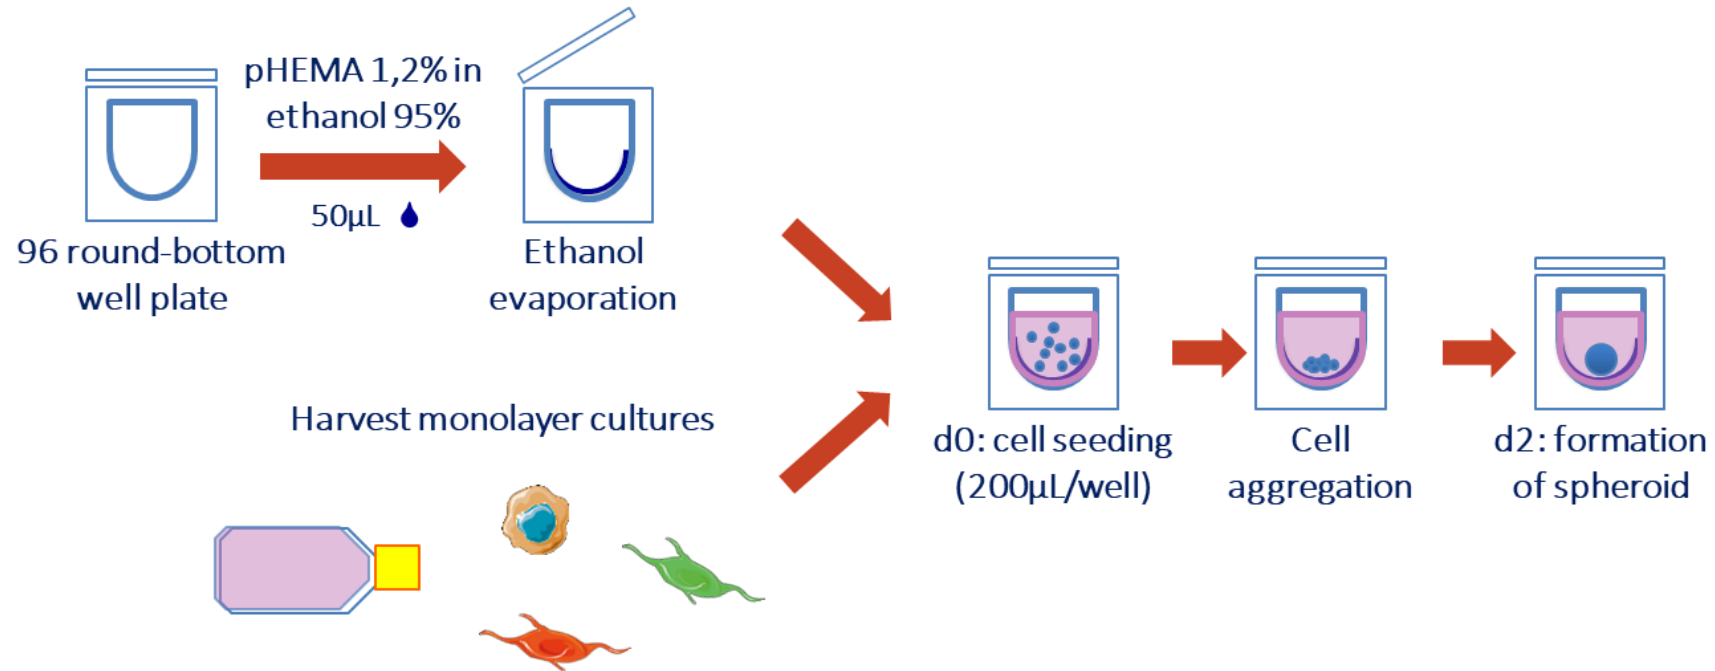 pHEMA 1,2% in
ethanol 95%
50µL
96 round-bottom
well plate
Ethanol
evaporation
Harvest monolayer cultures
d0: cell seeding
(200µL/well)
Cell
aggregation
d2: formation
of spheroid